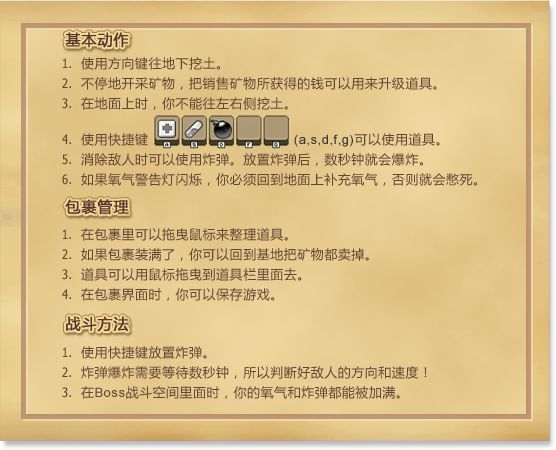 基本动作
1. 使用方向键往地下挖土。
2. 不停地开采矿物，把销售矿物所获得的钱可以用来升级道具。
3. 在地面上时，你不能往左右侧挖土。
4. 使用快捷键 A S D F G (a,s,d,f,g)可以使用道具。
5. 消除敌人时可以使用炸弹。放置炸弹后，数秒钟就会爆炸。
6. 如果氧气警告灯闪烁，你必须回到地面上补充氧气，否则就会憋死。
包裹管理
1. 在包裹里可以拖曳鼠标来整理道具。
2. 如果包裹装满了，你可以回到基地把矿物都卖掉。
3. 道具可以用鼠标拖曳到道具栏里面去。
4. 在包裹界面时，你可以保存游戏。
战斗方法
1. 使用快捷键放置炸弹。
2. 炸弹爆炸需要等待数秒钟，所以判断好敌人的方向和速度！
3. 在Boss战斗空间里面时，你的氧气和炸弹都能被加满。